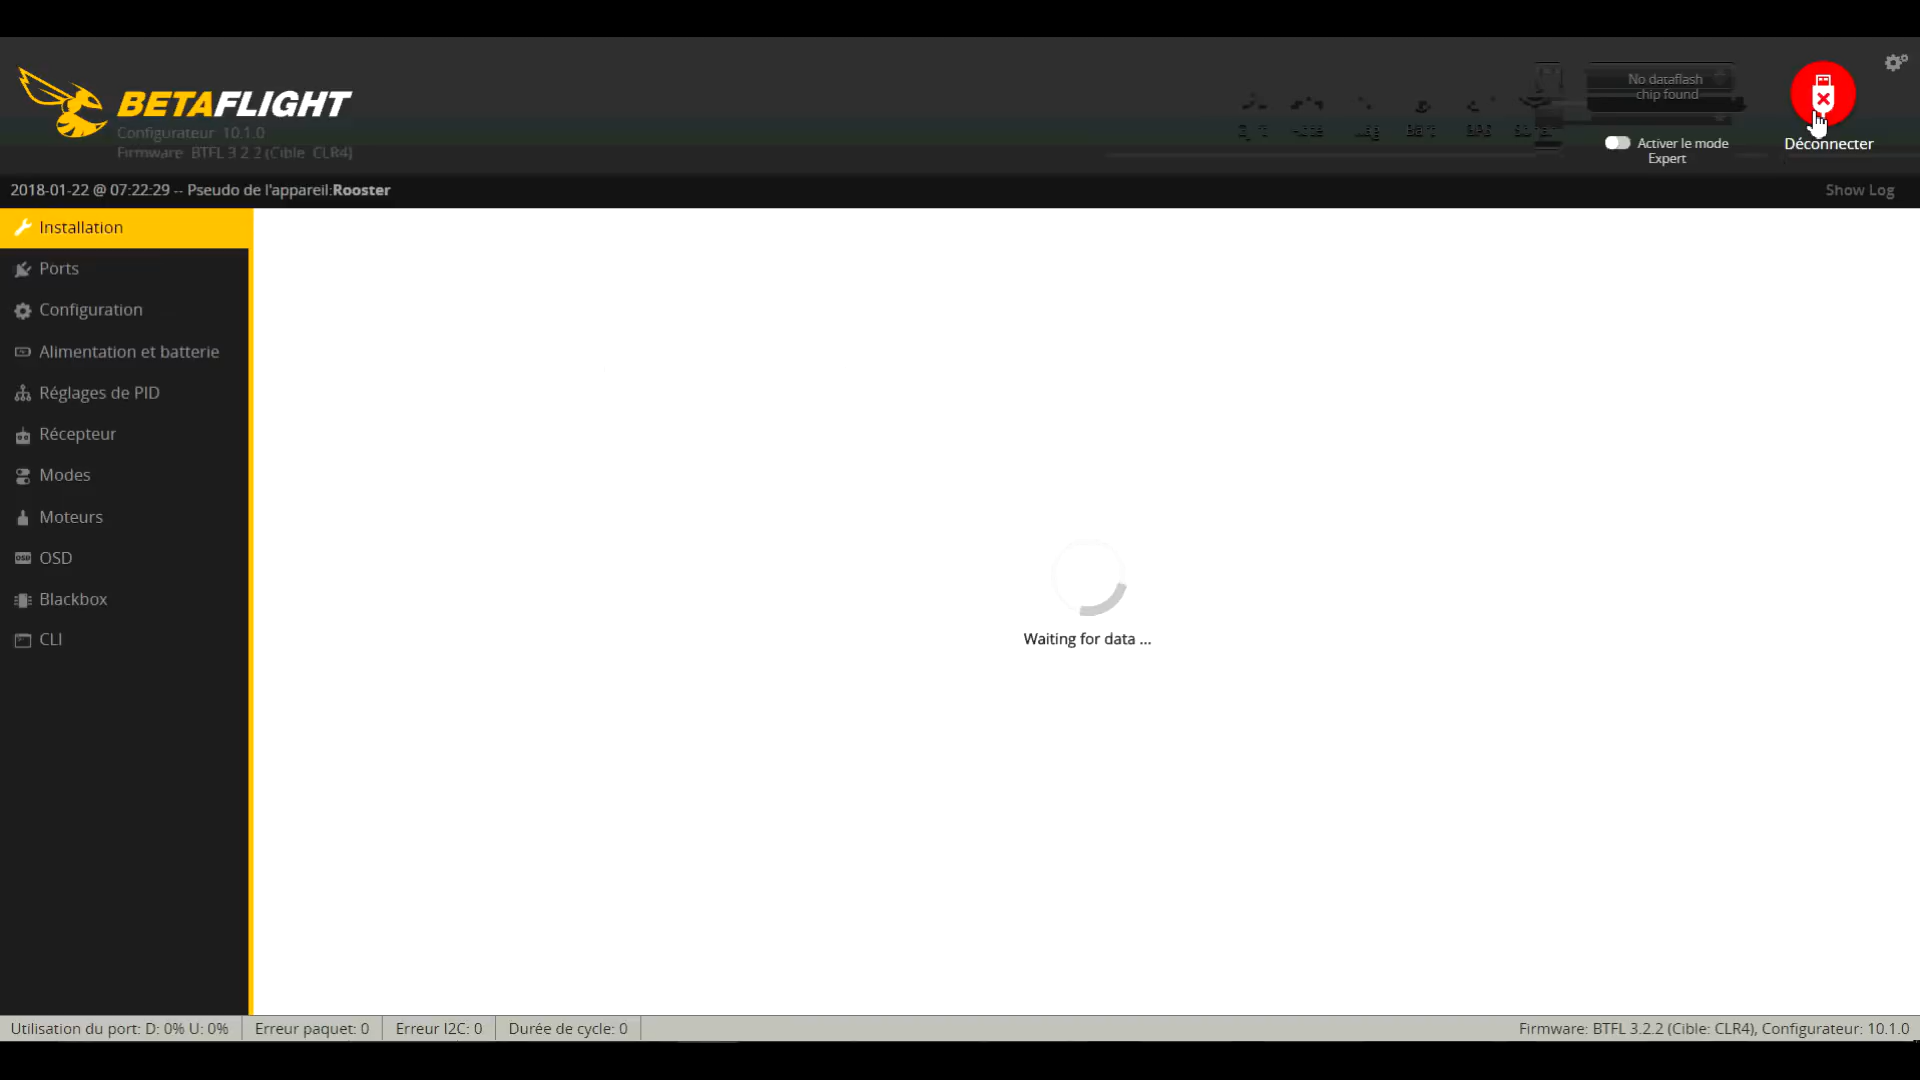 BETAFLIGHT
Configurateur 10.1.0
Firmware BTFL 3.2.2 (Cible CLR4)
No dataflash
chip found
Activer le mode
Expert
Déconnecter
2018-01-22 @ 07:22:29 -- Pseudo de l'appareil:Rooster
Show Log
Installation
Ports
Configuration
Alimentation et batterie
Réglages de PID
Récepteur
Modes
Moteurs
OSD
Blackbox
CLI
Waiting for data ...
Utilisation du port: D: 0% U: 0%
Erreur paquet: 0
Erreur I2C: 0
Durée de cycle: 0
Firmware: BTFL 3.2.2 (Cible: CLR4), Configurateur: 10.1.0